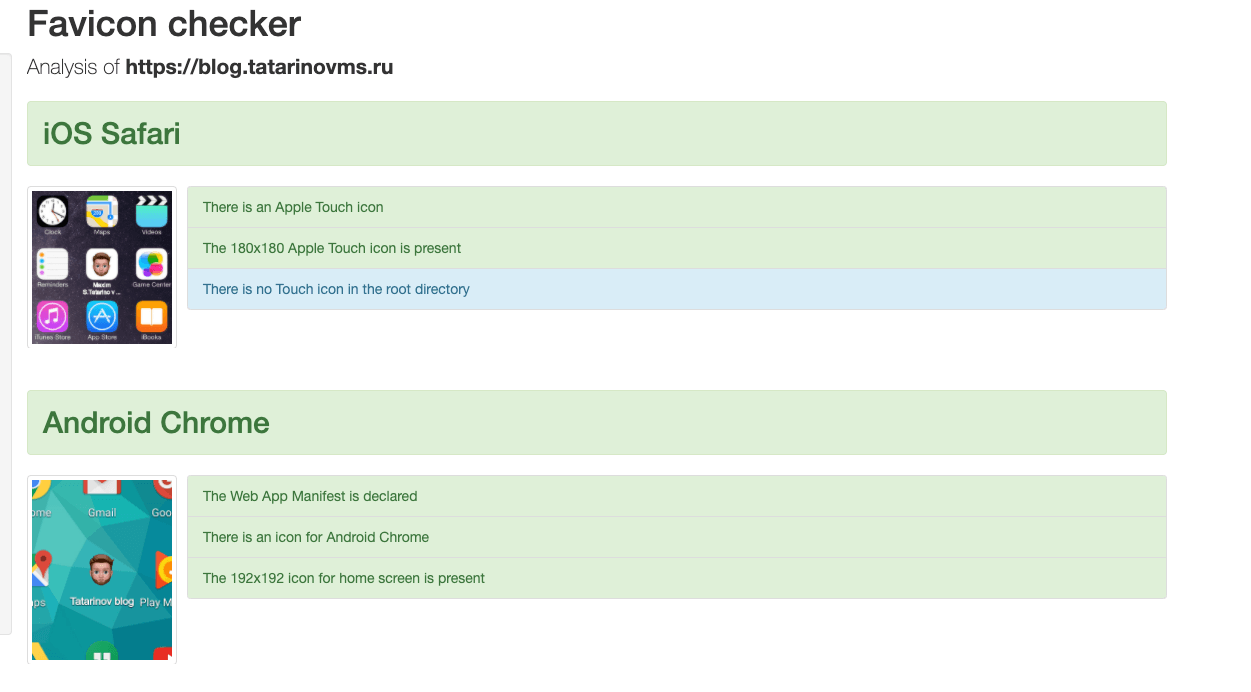 Favicon checker
Analysis of https://blog.tatarinovms.ru
iOS Safari
Clock Maps Videos
Reminders Maxim Game Center
S.Tatarino v ...
iTunes Store App Store iBooks
There is an Apple Touch icon
The 180x180 Apple Touch icon is present
There is no Touch icon in the root directory
Android Chrome
ome Gmail Goo
aps Tatarinov blog Play M
The Web App Manifest is declared
There is an icon for Android Chrome
The 192x192 icon for home screen is present